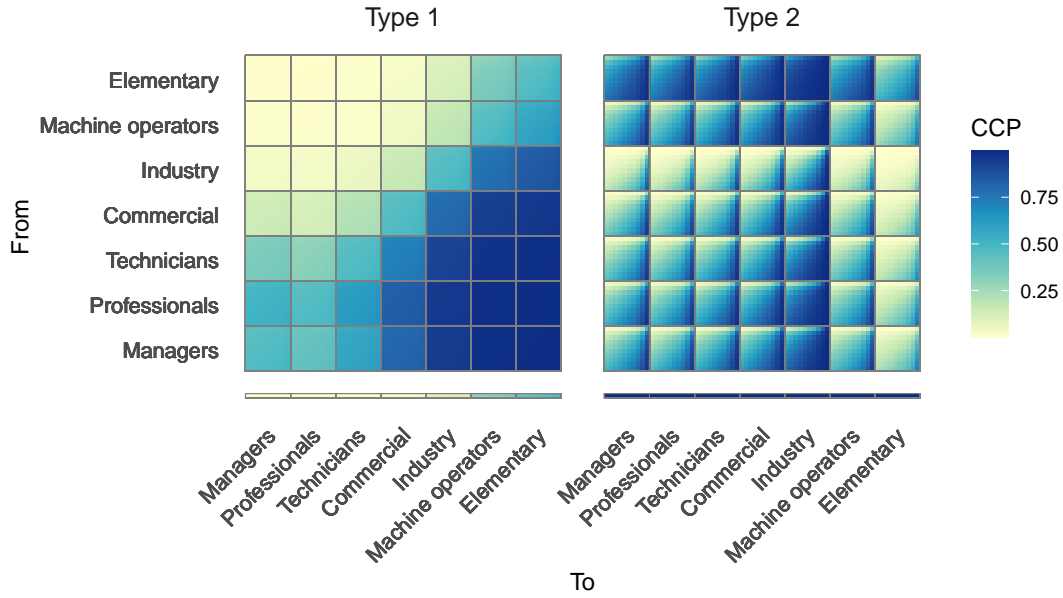 Type 1
Type 2
From
Elementary
Machine operators
Industry
Commercial
Technicians
Professionals
Managers
CCP
0.75
0.50
0.25
Managers
Professionals
Technicians
Commercial
Industry
Machine operators
Elementary
Managers
Professionals
Technicians
Commercial
Industry
Machine operators
Elementary
To